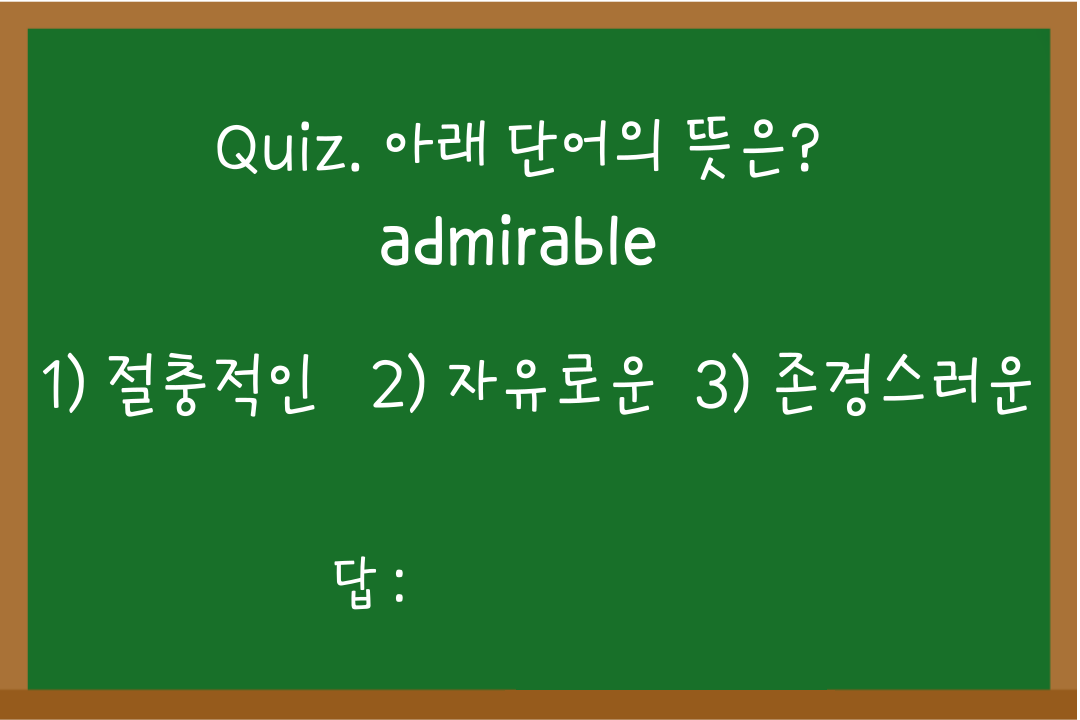 Quiz. 아래 단어의 뜻은?
admirable
1) 절충적인 2) 자유로운 3) 존경스러운
답 :